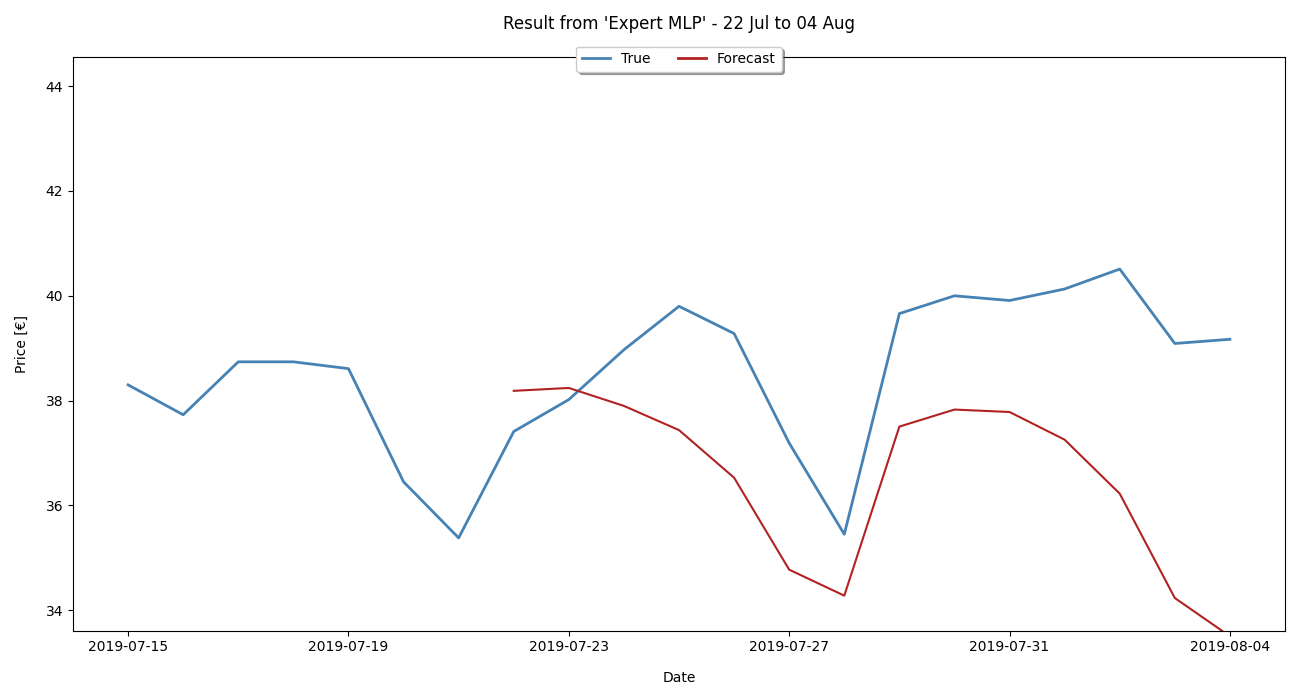 Result from 'Expert MLP' - 22 Jul to 04 Aug
True Forecast
44
42
40
38
36
34
Price [€]
2019-07-15 2019-07-19 2019-07-23 2019-07-27 2019-07-31 2019-08-04
Date